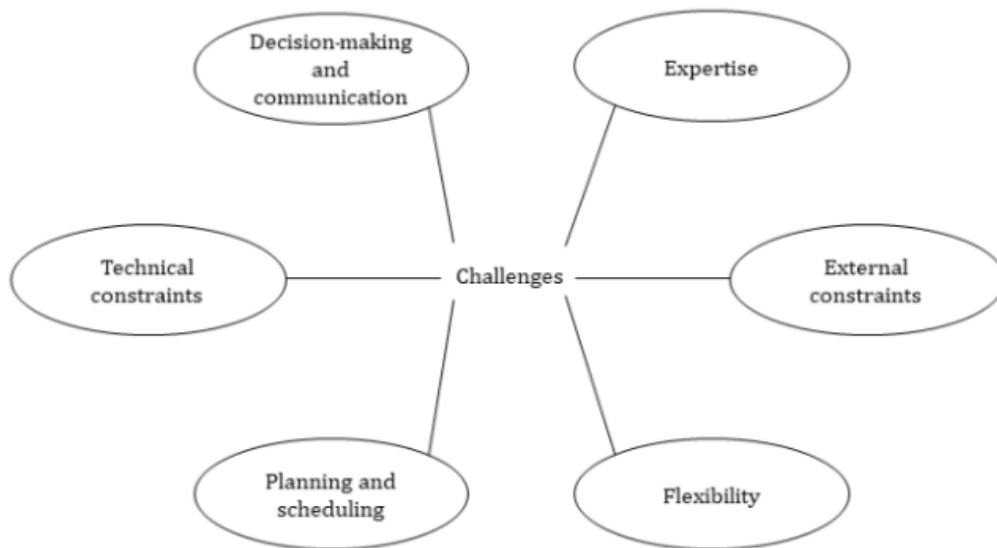 Decision-making
and
communication
Expertise
Technical
constraints
Challenges
External
constraints
Planning and
scheduling
Flexibility